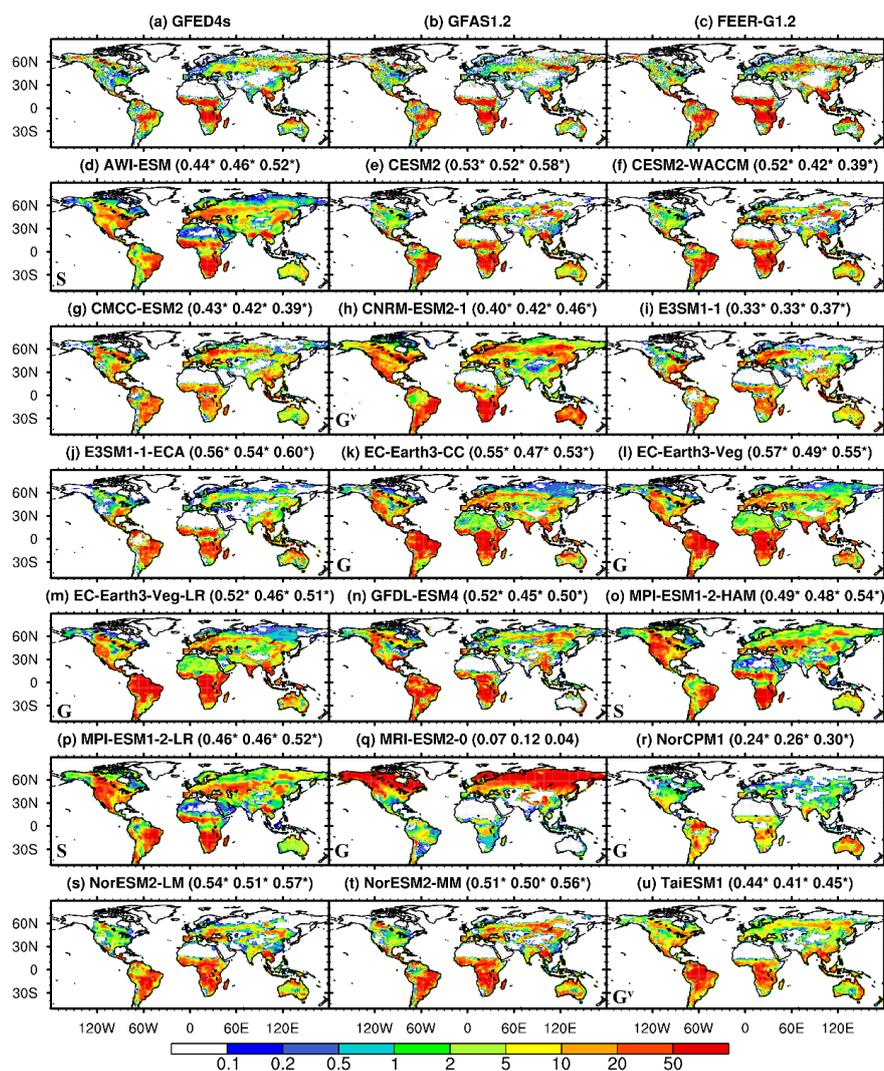 (a) GFED4s (b) GFAS1.2 (c) FEER-G1.2
60N
30N
0
30S
(d) AWI-ESM (0.44* 0.46* 0.52*) (e) CESM2 (0.53* 0.52* 0.58*) (f) CESM2-WACCM (0.52* 0.42* 0.39*)
60N
30N
0
30S
S
(g) CMCC-ESM2 (0.43* 0.42* 0.39*) (h) CNRM-ESM2-1 (0.40* 0.42* 0.46*) (i) E3SM1-1 (0.33* 0.33* 0.37*)
60N
30N
0
30S
Gv
(j) E3SM1-1-ECA (0.56* 0.54* 0.60*) (k) EC-Earth3-CC (0.55* 0.47* 0.53*) (l) EC-Earth3-Veg (0.57* 0.49* 0.55*)
60N
30N
0
30S
G G
(m) EC-Earth3-Veg-LR (0.52* 0.46* 0.51*) (n) GFDL-ESM4 (0.52* 0.45* 0.50*) (o) MPI-ESM1-2-HAM (0.49* 0.48* 0.54*)
60N
30N
0
30S
G G S
(p) MPI-ESM1-2-LR (0.46* 0.46* 0.52*) (q) MRI-ESM2-0 (0.07 0.12 0.04) (r) NorCPM1 (0.24* 0.26* 0.30*)
60N
30N
0
30S
S G G
(s) NorESM2-LM (0.54* 0.51* 0.57*) (t) NorESM2-MM (0.51* 0.50* 0.56*) (u) TaiESM1 (0.44* 0.41* 0.45*)
60N
30N
0
30S
Gv
120W 60W 0 60E 120E 120W 60W 0 60E 120E 120W 60W 0 60E 120E
0.1 0.2 0.5 1 2 5 10 20 50